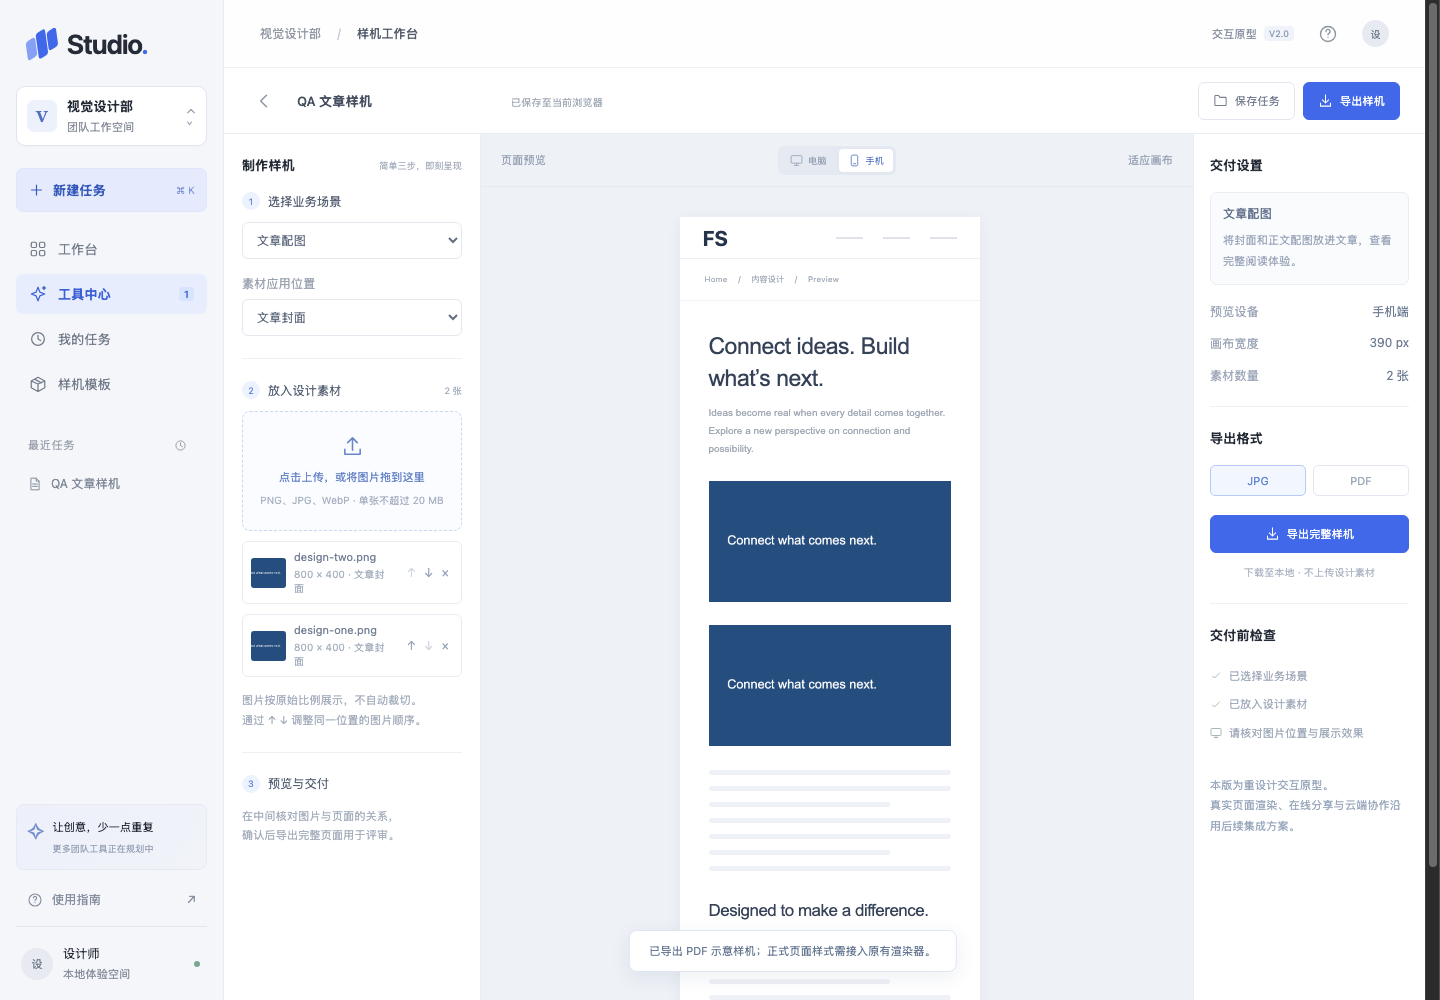 Studio.
V
视觉设计部
团队工作空间
新建任务
⌘ K
工作台
工具中心
1
我的任务
样机模板
最近任务
QA 文章样机
让创意，少一点重复
更多团队工具正在规划中
使用指南
设
设计师
本地体验空间
视觉设计部 / 样机工作台
交互原型 V2.0
设
QA 文章样机
已保存至当前浏览器
保存任务
导出样机
制作样机
简单三步，即刻呈现
1 选择业务场景
文章配图
素材应用位置
文章封面
2 放入设计素材
2 张
点击上传，或将图片拖到这里
PNG、JPG、WebP · 单张不超过 20 MB
design-two.png
800 × 400 · 文章封
面
↑ ↓ ×
design-one.png
800 × 400 · 文章封
面
↑ ↓ ×
图片按原始比例展示，不自动裁切。
通过 ↑ ↓ 调整同一位置的图片顺序。
3 预览与交付
在中间核对图片与页面的关系，
确认后导出完整页面用于评审。
页面预览
电脑
手机
适应画布
FS
Home / 内容设计 / Preview
Connect ideas. Build
what’s next.
Ideas become real when every detail comes together.
Explore a new perspective on connection and
possibility.
Connect what comes next.
Connect what comes next.
Designed to make a difference.
已导出 PDF 示意样机；正式页面样式需接入原有渲染器。
交付设置
文章配图
将封面和正文配图放进文章，查看
完整阅读体验。
预览设备 手机端
画布宽度 390 px
素材数量 2 张
导出格式
JPG
PDF
导出完整样机
下载至本地 · 不上传设计素材
交付前检查
已选择业务场景
已放入设计素材
请核对图片位置与展示效果
本版为重设计交互原型。
真实页面渲染、在线分享与云端协作沿
用后续集成方案。